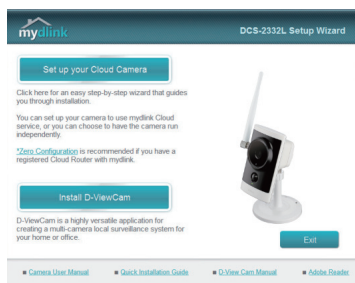 mydlink
DCS-2332L Setup Wizard
Set up your Cloud Camera
Click here for an easy step-by-step wizard that guides
you through installation.
You can set up your camera to use mydlink Cloud
service, or you can choose to have the camera run
independently.
*Zero Configuration is recommended if you have a
registered Cloud Router with mydlink.
Install D-ViewCam
D-ViewCam is a highly versatile application for
creating a multi-camera local surveillance system for
your home or office.
Exit
Camera User Manual
Quick Installation Guide
D-View Cam Manual
Adobe Reader